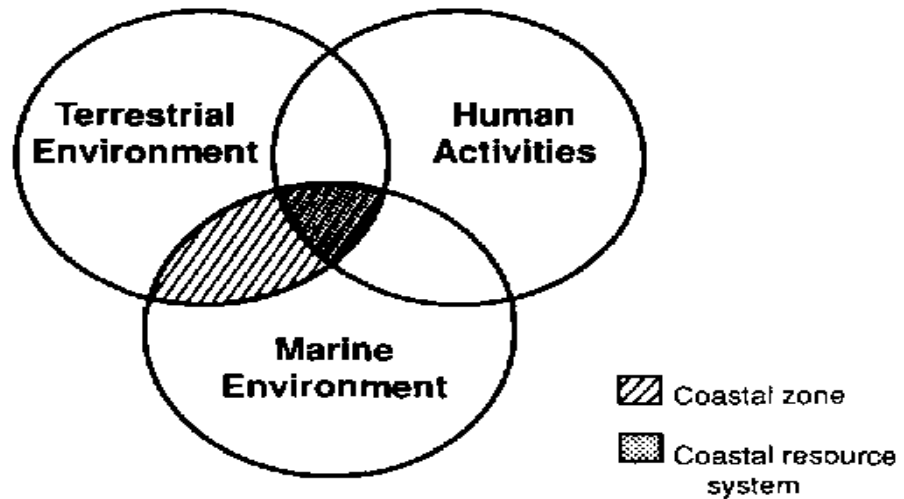 Terrestrial
Environment
Human
Activities
Marine
Environment
Coastal zone
Coastal resource
system